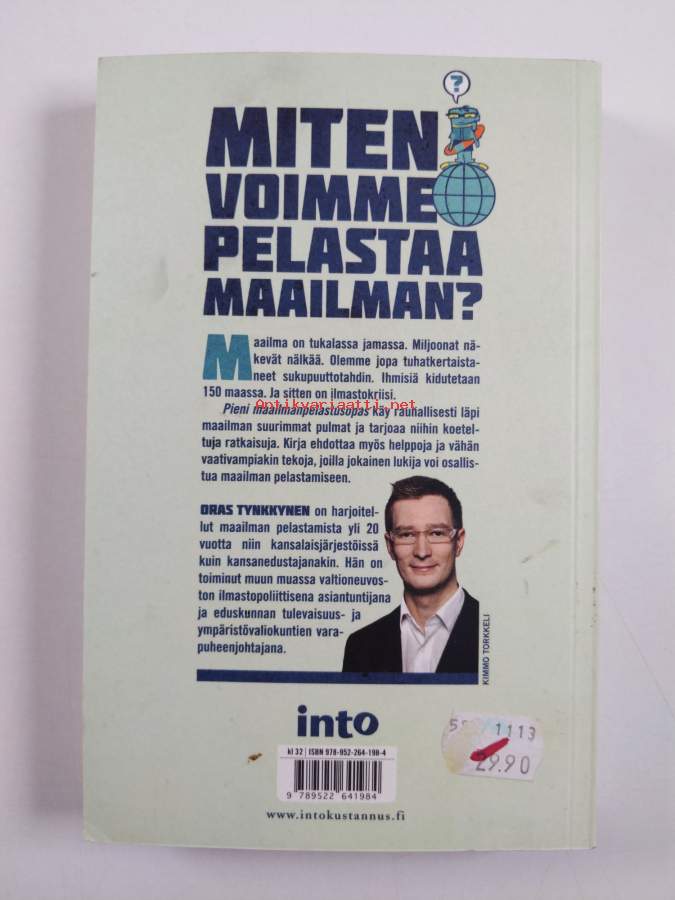 ?
MITEN
VOIMME
PELASTAA
MAAILMAN?
Maailma on tukalassa jamassa. Miljoonat nä-
kevät nälkää. Olemme jopa tuhatkertaista-
neet sukupuuttotahdin. Ihmisiä kidutetaan
150 maassa. Ja sitten on ilmastokriisi.
Antikvariaatti.net
Pieni maailmanpelastusopas käy rauhallisesti läpi
maailman suurimmat pulmat ja tarjoaa niihin koetel-
tuja ratkaisuja. Kirja ehdottaa myös helppoja ja vähän
vaativampiakin tekoja, joilla jokainen lukija voi osallis-
tua maailman pelastamiseen.
ORAS TYNKKYNEN on harjoitel-
lut maailman pelastamista yli 20
vuotta niin kansalaisjärjestöissä
kuin kansanedustajanakin. Hän on
toiminut muun muassa valtioneuvos-
ton ilmastopoliittisena asiantuntijana
ja eduskunnan tulevaisuus- ja
ympäristövaliokuntien vara-
puheenjohtajana.
KIMMO TORKKELI
into
kl 32 | ISBN 978-952-264-198-4
9 789522 641984
www.intokustannus.fi
1113
29.90